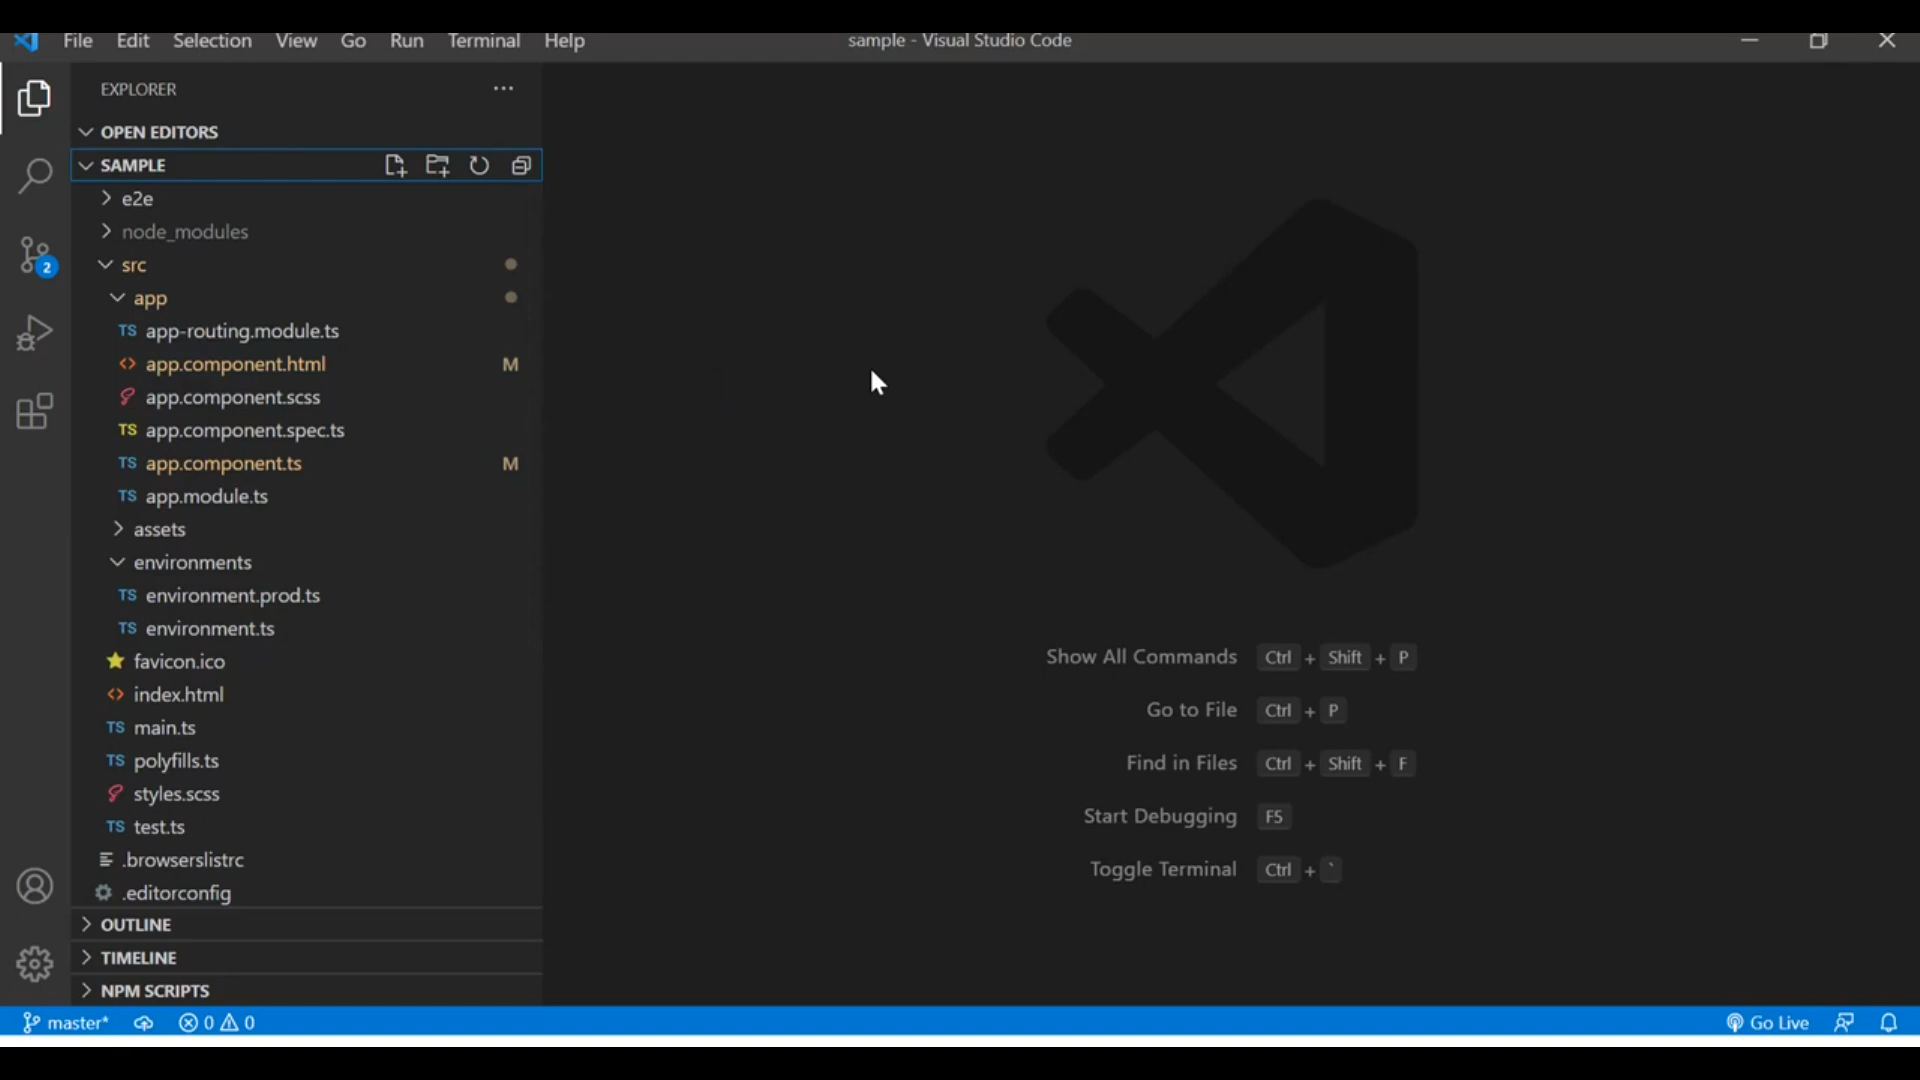 File Edit Selection View Go Run Terminal Help
sample - Visual Studio Code
EXPLORER
OPEN EDITORS
SAMPLE
e2e
node_modules
src
app
TS app-routing.module.ts
<> app.component.html M
app.component.scss
TS app.component.spec.ts
TS app.component.ts M
TS app.module.ts
assets
environments
TS environment.prod.ts
TS environment.ts
favicon.ico
<> index.html
TS main.ts
TS polyfills.ts
styles.scss
TS test.ts
.browserslistrc
.editorconfig
OUTLINE
TIMELINE
NPM SCRIPTS
2
Show All Commands Ctrl + Shift + P
Go to File Ctrl + P
Find in Files Ctrl + Shift + F
Start Debugging F5
Toggle Terminal Ctrl + `
master* 0 0
Go Live